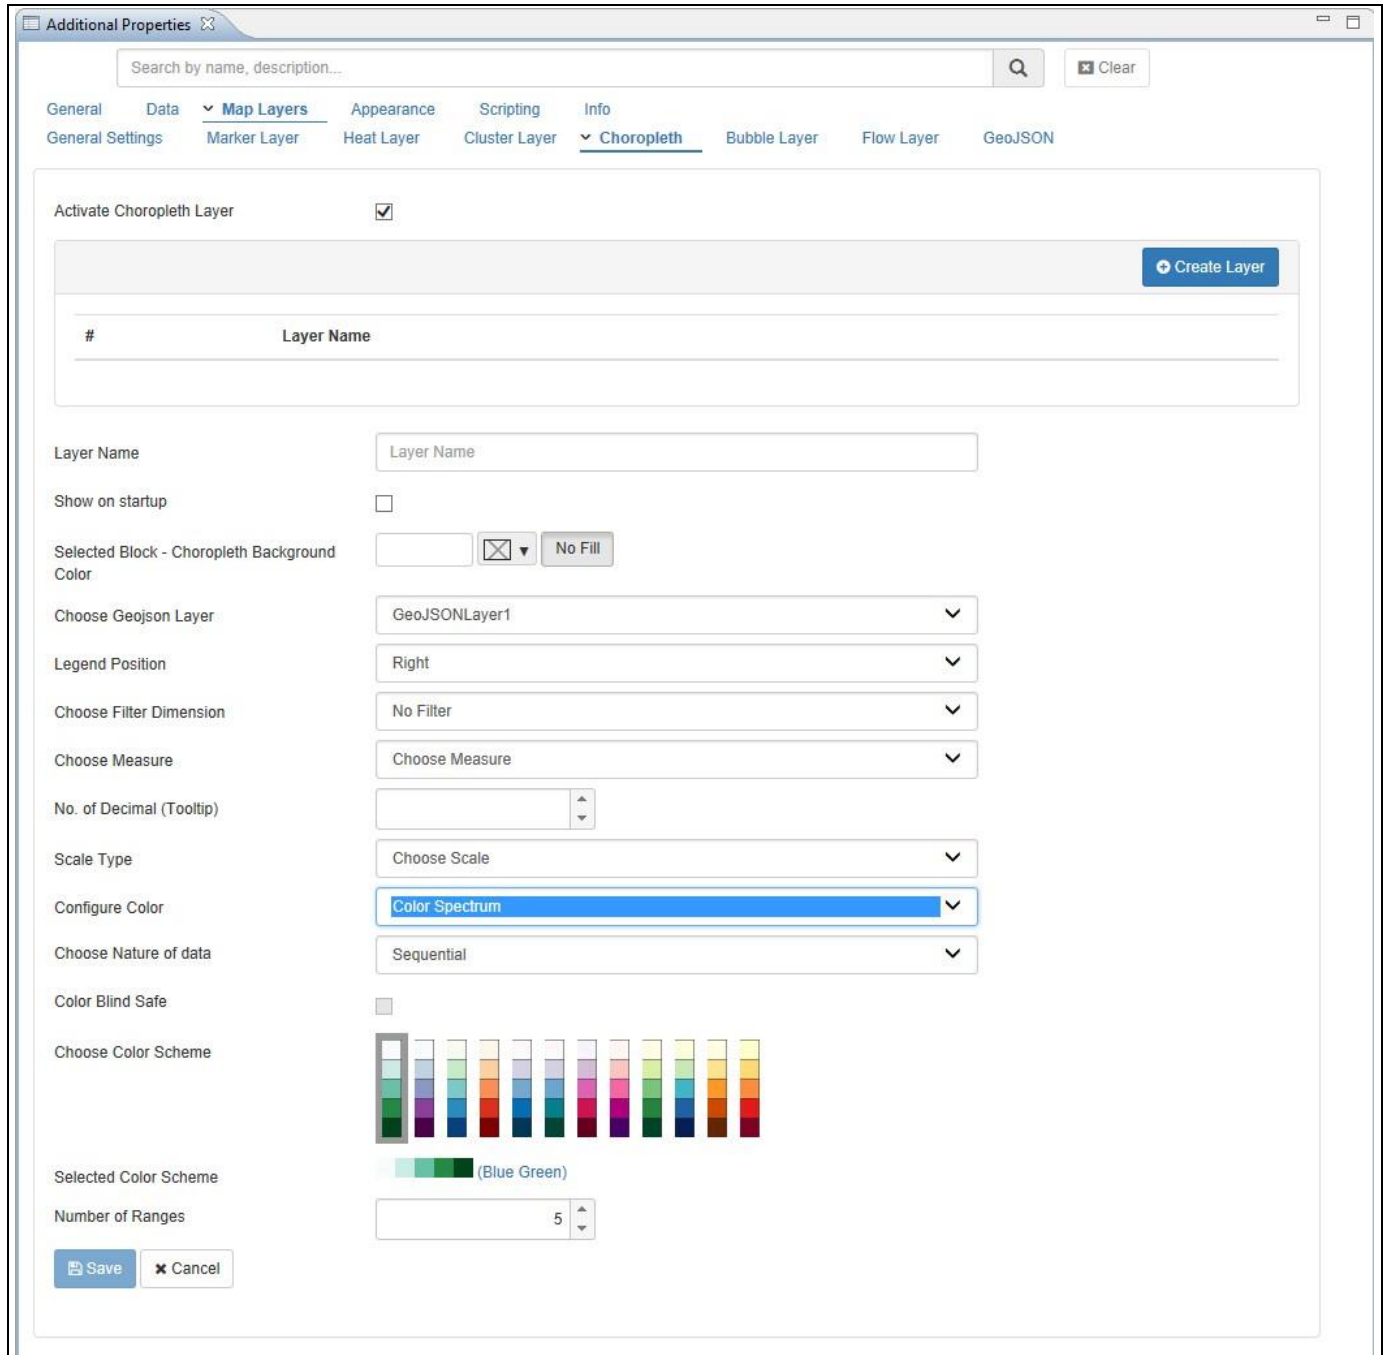 Additional Properties
Search by name, description...
Clear
General Data Map Layers Appearance Scripting Info
General Settings Marker Layer Heat Layer Cluster Layer Choropleth Bubble Layer Flow Layer GeoJSON
Activate Choropleth Layer
Create Layer
# Layer Name
Layer Name Layer Name
Show on startup
Selected Block - Choropleth Background
Color
No Fill
Choose Geojson Layer GeoJSONLayer1
Legend Position Right
Choose Filter Dimension No Filter
Choose Measure Choose Measure
No. of Decimal (Tooltip)
Scale Type Choose Scale
Configure Color Color Spectrum
Choose Nature of data Sequential
Color Blind Safe
Choose Color Scheme
Selected Color Scheme (Blue Green)
Number of Ranges 5
Save Cancel